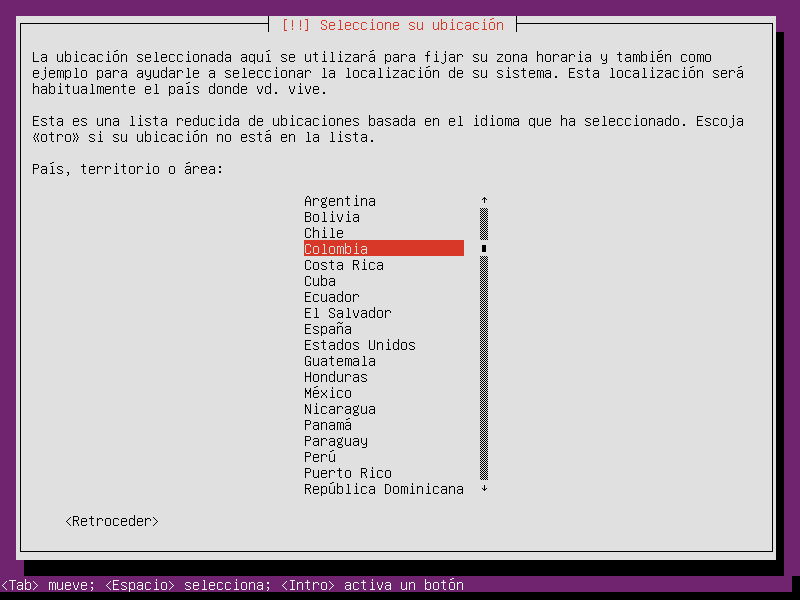 [!!] Seleccione su ubicación
La ubicación seleccionada aquí se utilizará para fijar su zona horaria y también como
ejemplo para ayudarle a seleccionar la localización de su sistema. Esta localización será
habitualmente el país donde vd. vive.
Esta es una lista reducida de ubicaciones basada en el idioma que ha seleccionado. Escoja
«otro» si su ubicación no está en la lista.
País, territorio o área:
Argentina
Bolivia
Chile
Colombia
Costa Rica
Cuba
Ecuador
El Salvador
España
Estados Unidos
Guatemala
Honduras
México
Nicaragua
Panamá
Paraguay
Perú
Puerto Rico
República Dominicana
<Retroceder>
<Tab> mueve; <Espacio> selecciona; <Intro> activa un botón